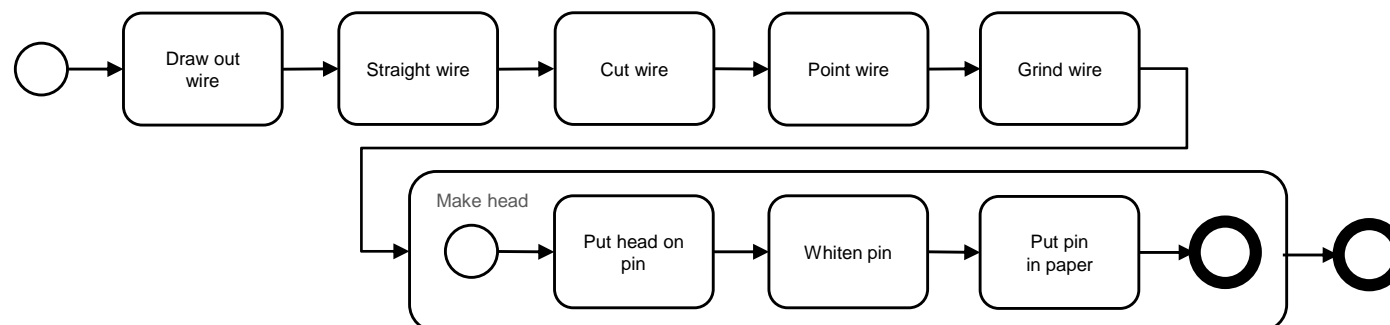 Draw out
wire
Straight wire
Cut wire
Point wire
Grind wire
Make head
Put head on
pin
Whiten pin
Put pin
in paper